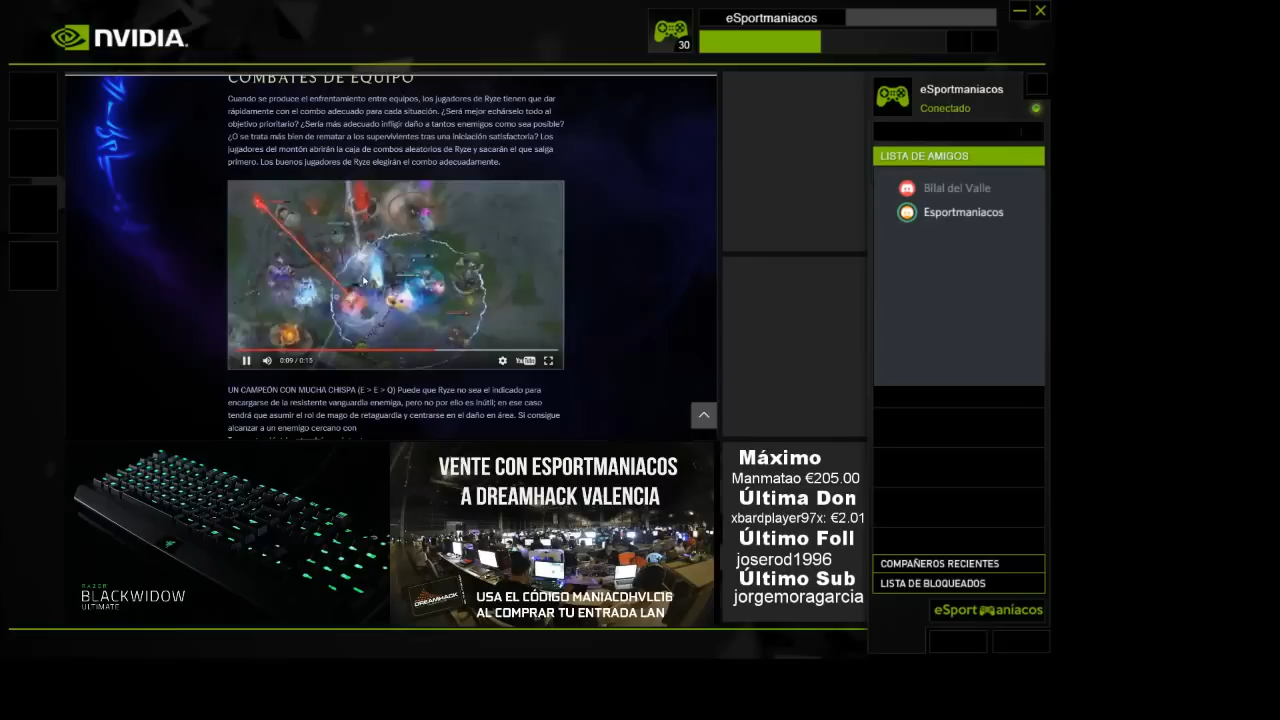 NVIDIA.
30
eSportmaniacos
COMBATES DE EQUIPO
Cuando se produce el enfrentamiento entre equipos, los jugadores de Ryze tienen que dar
rápidamente con el combo adecuado para cada situación. ¿Será mejor echárselo todo al
objetivo prioritario? ¿Sería más adecuado infligir daño a tantos enemigos como sea posible?
¿O se trata más bien de rematar a los supervivientes tras una iniciación satisfactoria? Los
jugadores del montón abrirán la caja de combos aleatorios de Ryze y sacarán el que salga
primero. Los buenos jugadores de Ryze elegirán el combo adecuadamente.
0:09 / 0:15
YouTube
UN CAMPEÓN CON MUCHA CHISPA (E > E > Q) Puede que Ryze no sea el indicado para
encargarse de la resistente vanguardia enemiga, pero no por ello es inútil; en ese caso
tendrá que asumir el rol de mago de retaguardia y centrarse en el daño en área. Si consigue
alcanzar a un enemigo cercano con
eSportmaniacos
Conectado
LISTA DE AMIGOS
Bilal del Valle
Esportmaniacos
RAZER
BLACKWIDOW
ULTIMATE
VENTE CON ESPORTMANIACOS
A DREAMHACK VALENCIA
DREAMHACK
USA EL CÓDIGO MANIACDHVLC16
AL COMPRAR TU ENTRADA LAN
Máximo
Manmatao €205.00
Última Don
xbardplayer97x: €2.01
Último Foll
joserod1996
Último Sub
jorgemoragarcia
COMPAÑEROS RECIENTES
LISTA DE BLOQUEADOS
eSportmaníacos